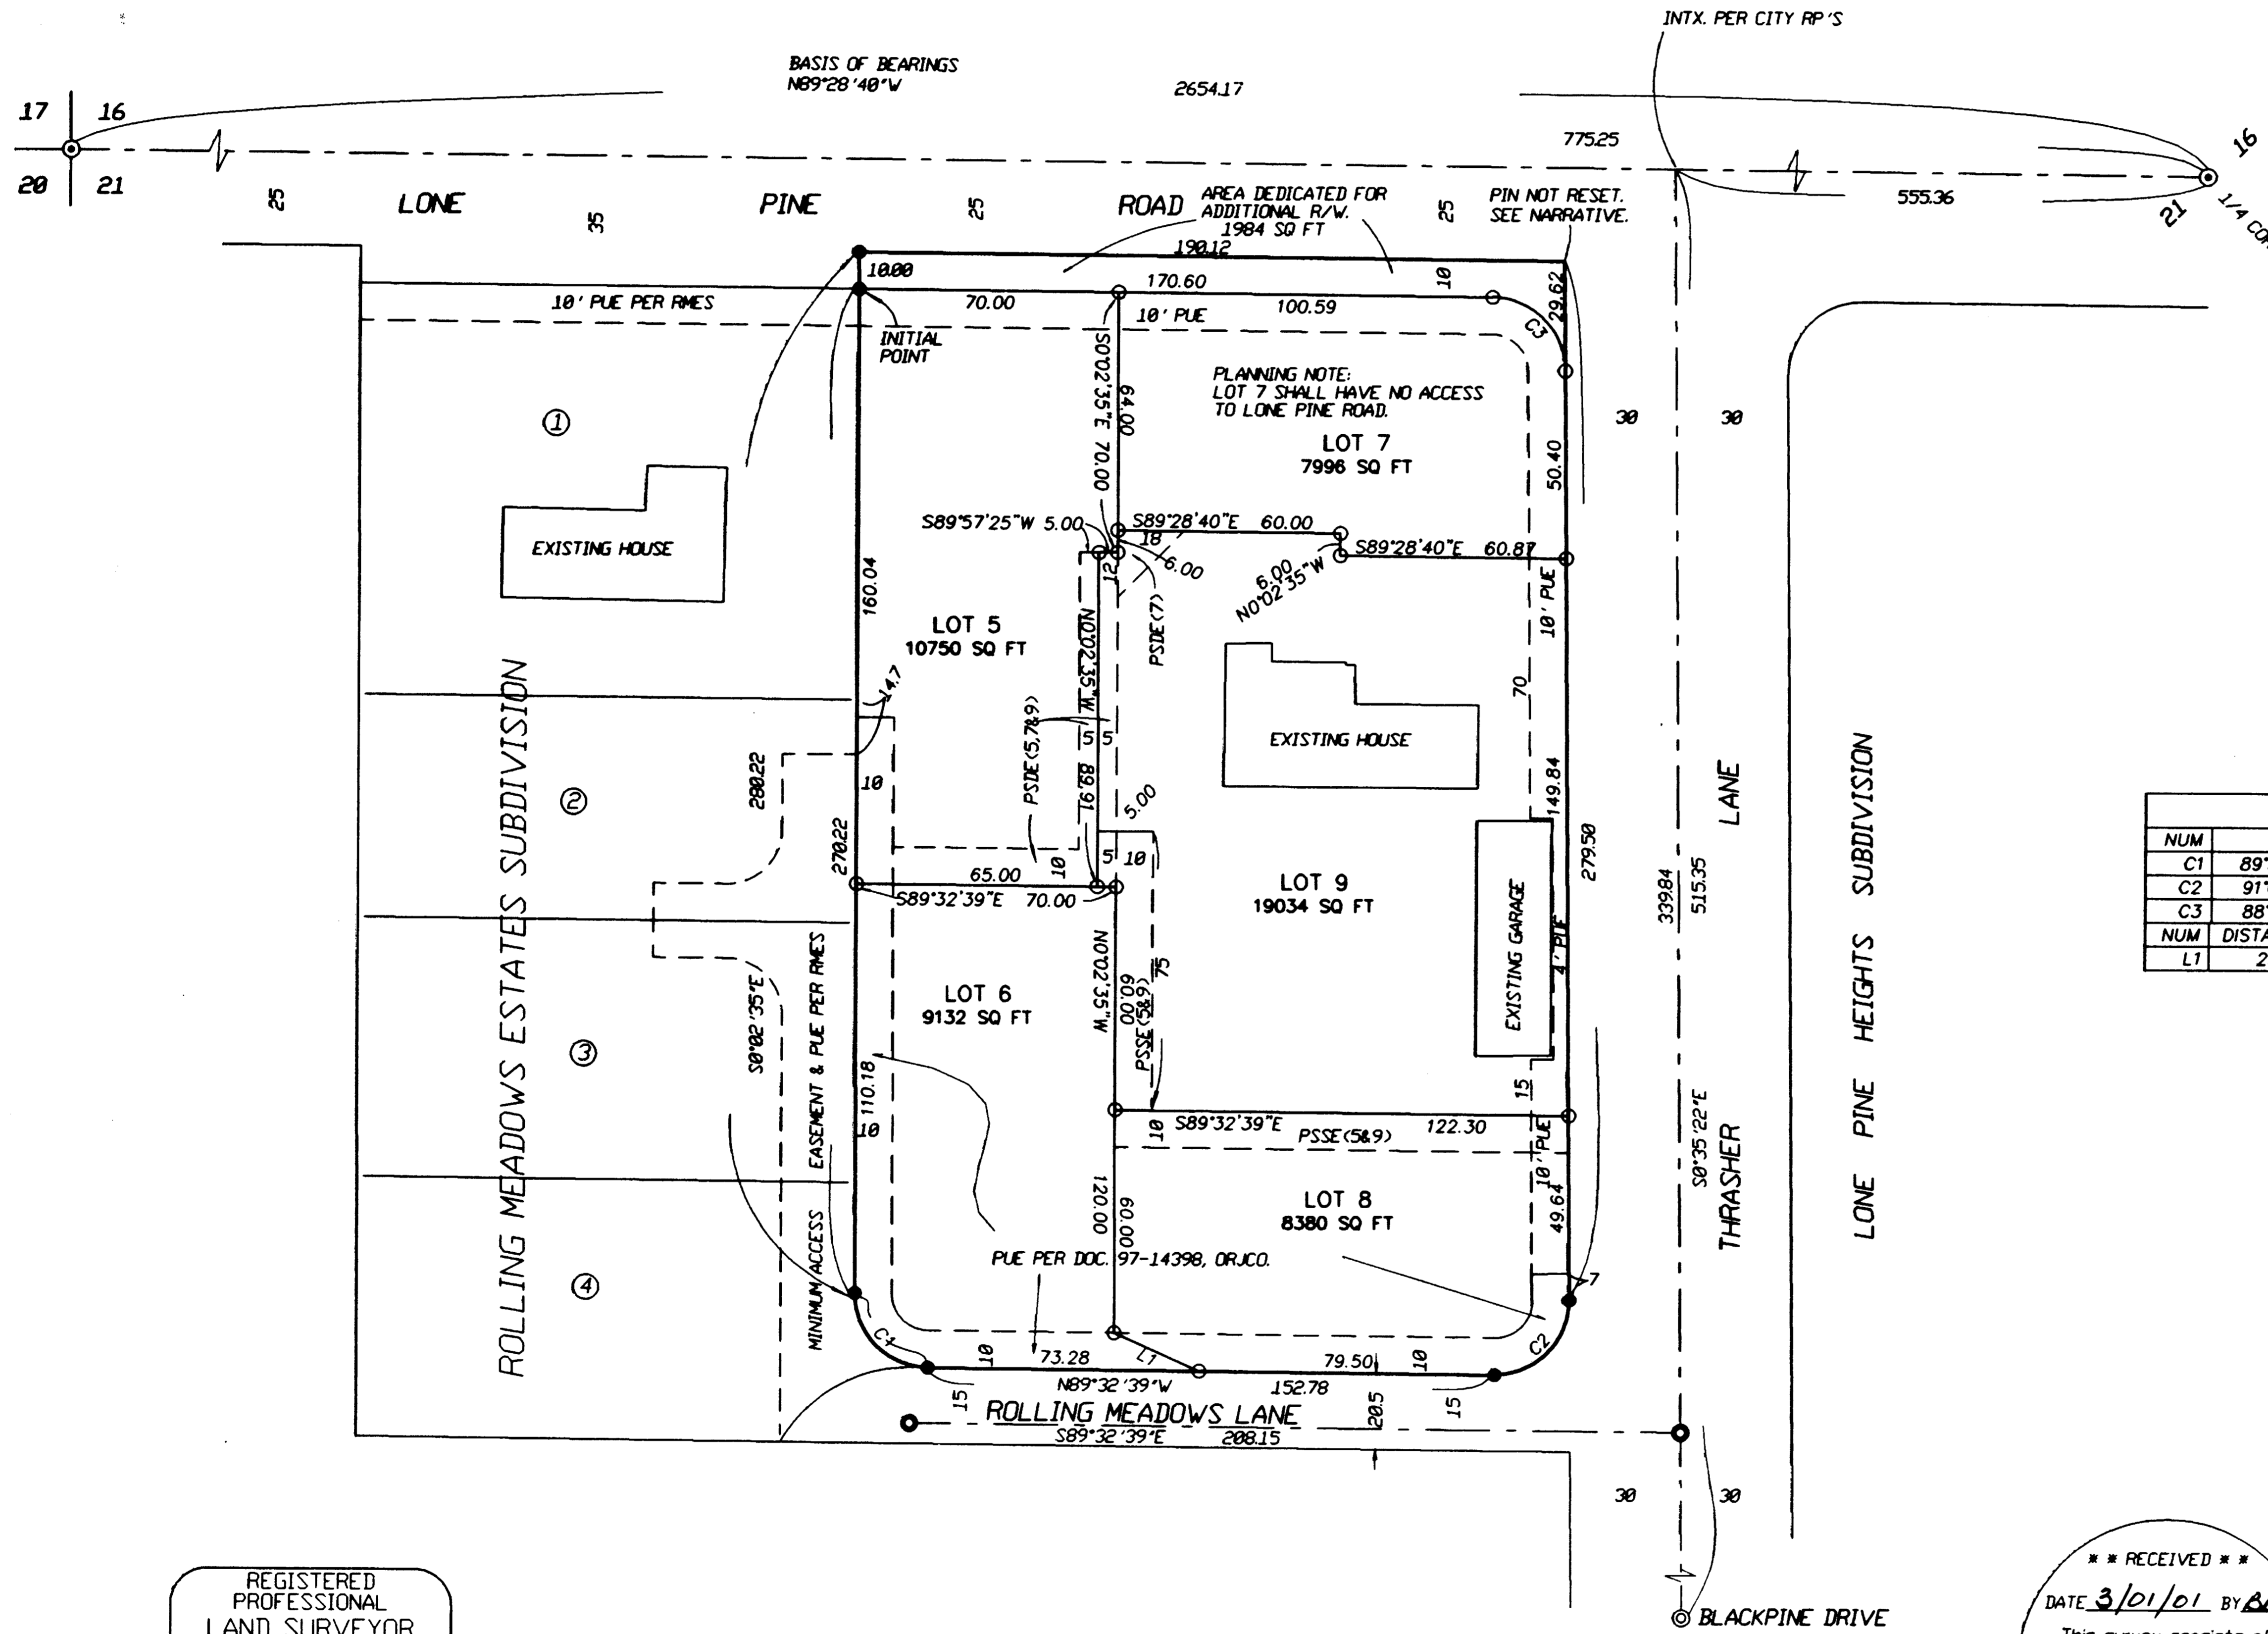 INTX. PER CITY RP'S
BASIS OF BEARINGS
N89°28'40"W
2654.17
17
16
20
21
775.25
16
21
1/4 COR
555.36
25
LONE PINE ROAD
35
25
25
AREA DEDICATED FOR
ADDITIONAL R/W.
1984 SQ FT
PIN NOT RESET.
SEE NARRATIVE.
190.12
10.00
10' PUE PER RMES
70.00
170.60
100.59
10
29.62
10' PUE
C3
INITIAL
POINT
S0°02'35"E 70.00
64.00
PLANNING NOTE:
LOT 7 SHALL HAVE NO ACCESS
TO LONE PINE ROAD.
LOT 7
7996 SQ FT
50.40
30
30
1
EXISTING HOUSE
S89°57'25"W 5.00
S89°28'40"E 60.00
18
6.00
12
S89°28'40"E 60.87
6.00
N0°02'35"W
PSDE(7)
10' PUE
160.04
LOT 5
10750 SQ FT
N0°02'35"W 89.91
14.7
PSDE(5,7&9)
5 5
70
EXISTING HOUSE
149.84
ROLLING MEADOWS ESTATES SUBDIVISION
280.22
S0°02'35"E
2
10
270.22
5.00
5 10
10
65.00
S89°32'39"E 70.00
LOT 9
19034 SQ FT
EXISTING GARAGE
4' PUE
279.50
339.84
515.35
S0°35'22"E
THRASHER LANE
LONE PINE HEIGHTS SUBDIVISION
NUM
C1 89°
C2 91°
C3 88°
NUM DISTA
L1 2
3
MINIMUM ACCESS EASEMENT & PUE PER RMES
LOT 6
9132 SQ FT
110.18
10
N0°02'35"W
120.00
60.00
PSSE(5&9)
75
10
S89°32'39"E 122.30
PSSE(5&9)
15
10' PUE
49.64
60.00
LOT 8
8380 SQ FT
4
PUE PER DOC. 97-14398, ORJCO.
7
C1
C2
L1
10
73.28
79.50
10
N89°32'39"W
152.78
15
15
20.5
ROLLING MEADOWS LANE
S89°32'39"E 208.15
30
30
BLACKPINE DRIVE
REGISTERED
PROFESSIONAL
LAND SURVEYOR
* * RECEIVED * *
DATE 3/01/01 BY